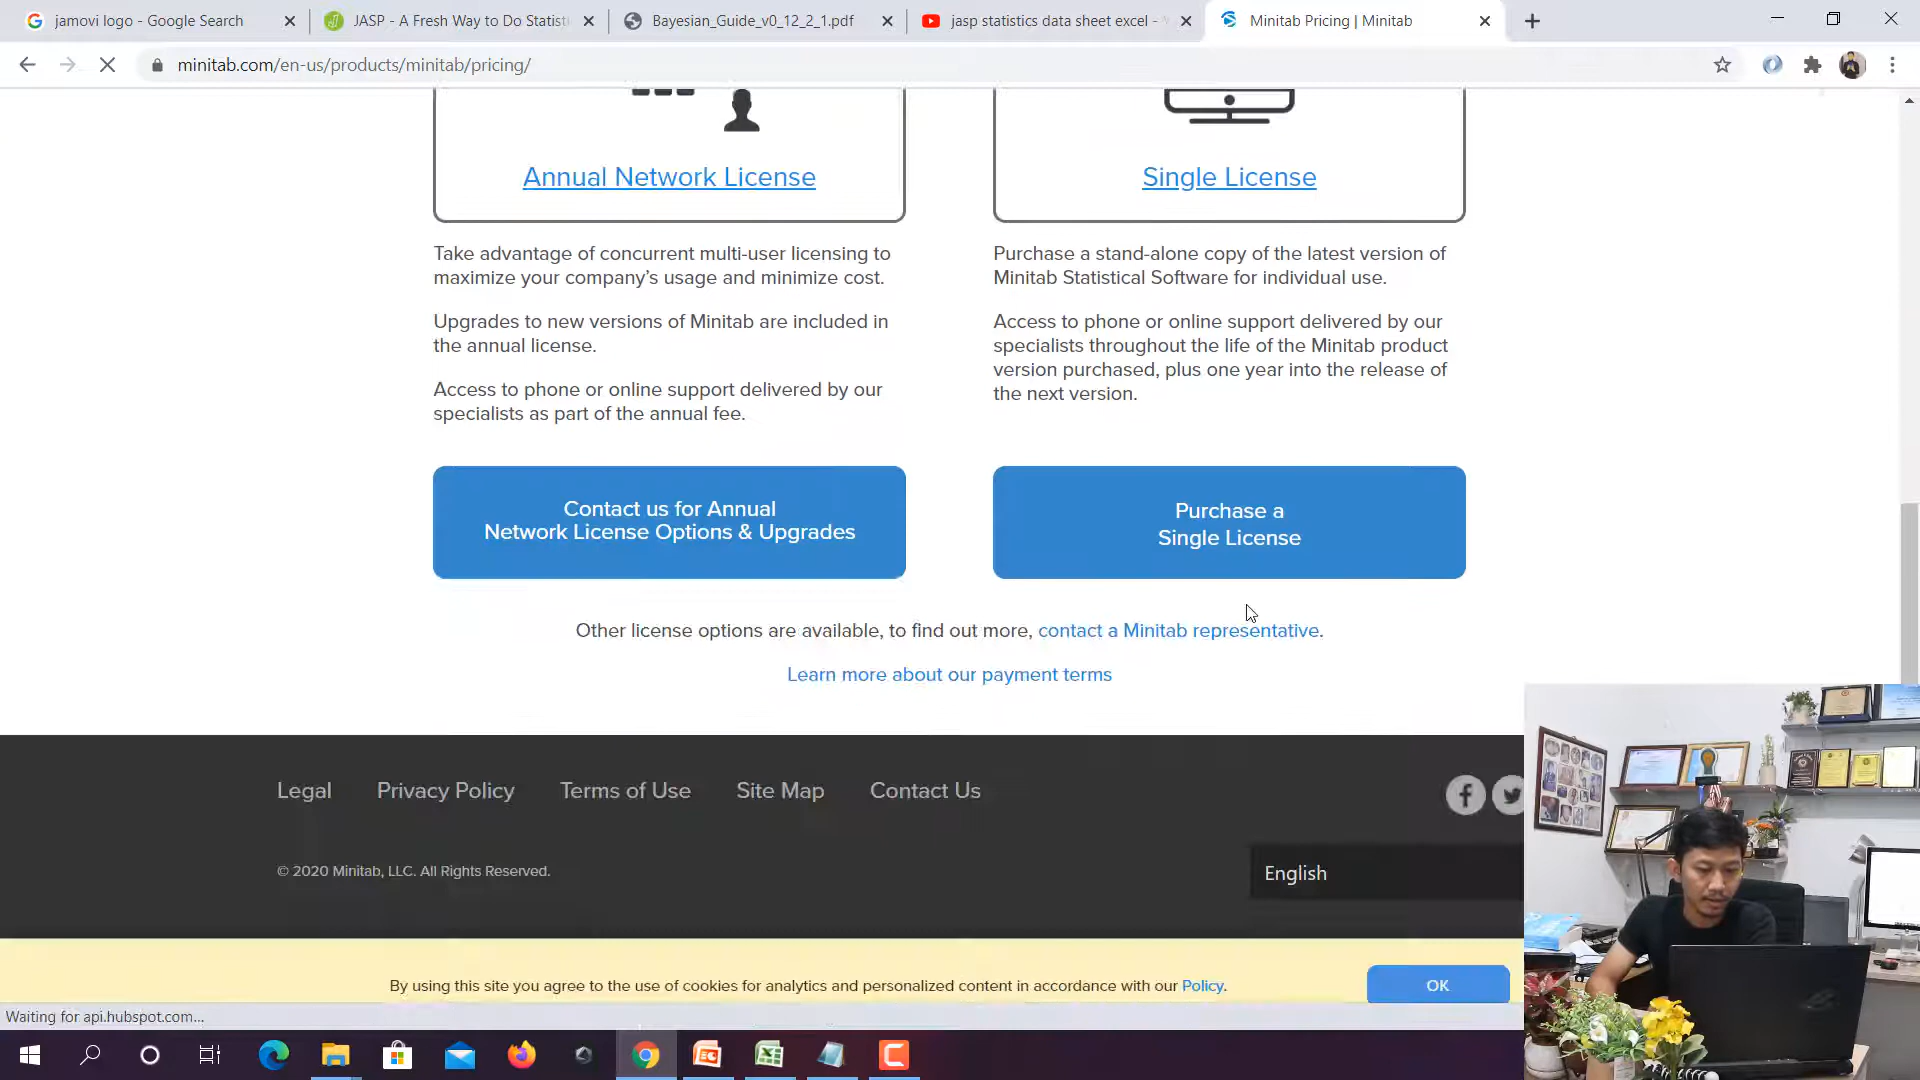 jamovi logo - Google Search
JASP - A Fresh Way to Do Statist
Bayesian_Guide_v0_12_2_1.pdf
jasp statistics data sheet excel -
Minitab Pricing | Minitab
minitab.com/en-us/products/minitab/pricing/
Annual Network License
Take advantage of concurrent multi-user licensing to
maximize your company's usage and minimize cost.
Upgrades to new versions of Minitab are included in
the annual license.
Access to phone or online support delivered by our
specialists as part of the annual fee.
Contact us for Annual
Network License Options & Upgrades
Single License
Purchase a stand-alone copy of the latest version of
Minitab Statistical Software for individual use.
Access to phone or online support delivered by our
specialists throughout the life of the Minitab product
version purchased, plus one year into the release of
the next version.
Purchase a
Single License
Other license options are available, to find out more, contact a Minitab representative.
Learn more about our payment terms
Legal Privacy Policy Terms of Use Site Map Contact Us
© 2020 Minitab, LLC. All Rights Reserved.
English
By using this site you agree to the use of cookies for analytics and personalized content in accordance with our Policy.
OK
Waiting for api.hubspot.com...